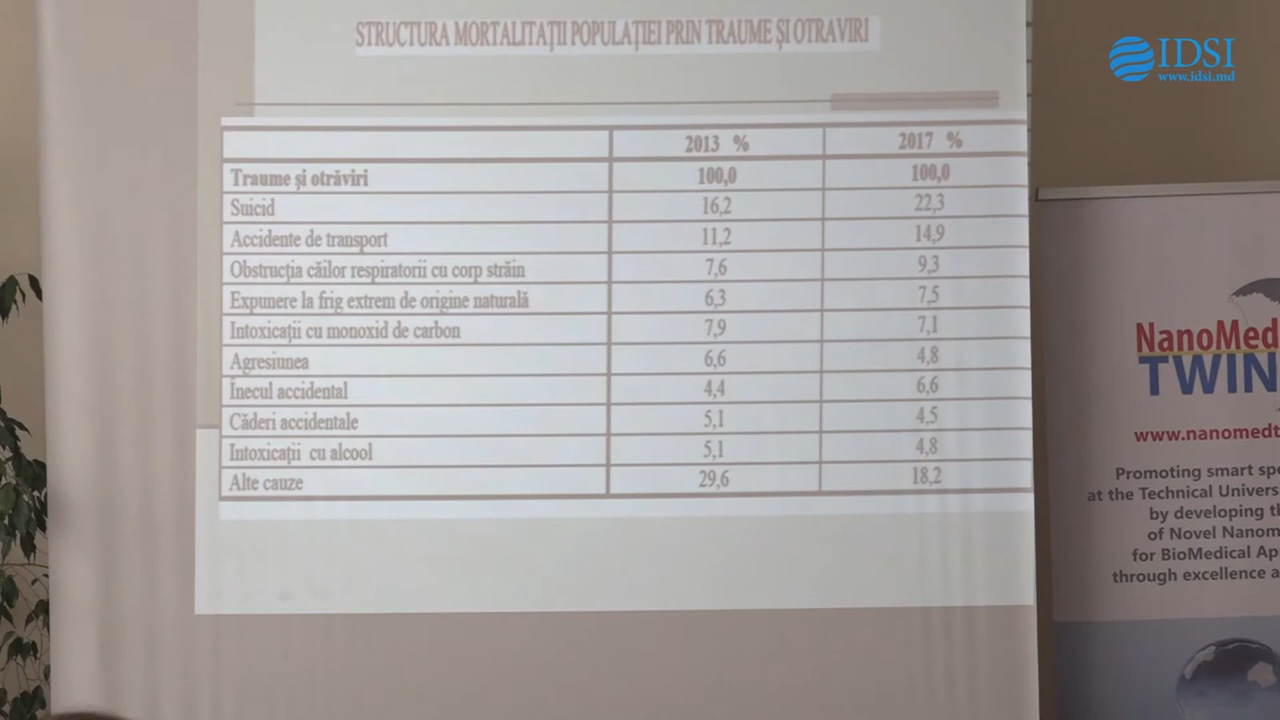 STRUCTURA MORTALITAȚII POPULAȚIEI PRIN TRAUME ȘI OTRAVIRI
IDSI
www.idsi.md
2013 % 2017 %
Traume și otrăviri 100,0 100,0
Suicid 16,2 22,3
Accidente de transport 11,2 14,9
Obstrucția căilor respiratorii cu corp străin 7,6 9,3
Expunere la frig extrem de origine naturală 6,3 7,5
Intoxicații cu monoxid de carbon 7,9 7,1
Agresiunea 6,6 4,8
Înecul accidental 4,4 6,6
Căderi accidentale 5,1 4,5
Intoxicații cu alcool 5,1 4,8
Alte cauze 29,6 18,2
NanoMed
TWIN
www.nanomedt
Promoting smart spe
at the Technical Univers
by developing th
of Novel Nanom
for BioMedical Ap
through excellence a